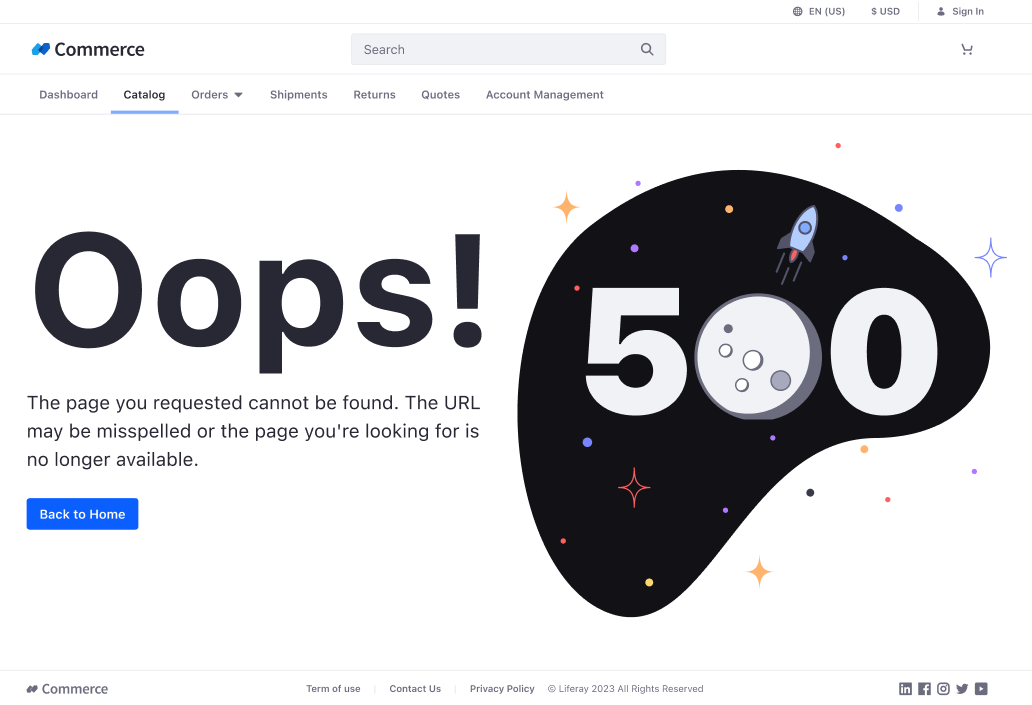 EN (US) $ USD Sign In
Commerce Search
Dashboard Catalog Orders Shipments Returns Quotes Account Management
Oops!
500
The page you requested cannot be found. The URL
may be misspelled or the page you're looking for is
no longer available.
Back to Home
Commerce Term of use Contact Us Privacy Policy © Liferay 2023 All Rights Reserved